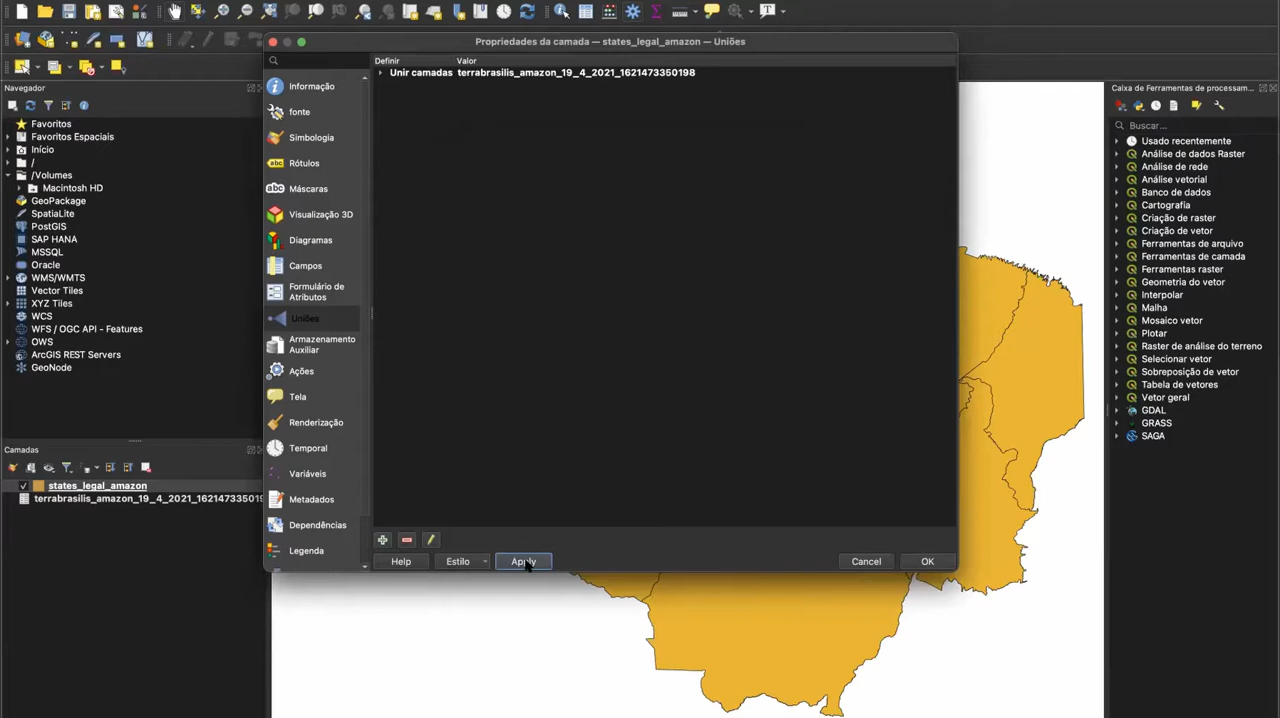 Propriedades da camada — states_legal_amazon — Uniões
Navegador
Favoritos
Favoritos Espaciais
Início
/
/Volumes
Macintosh HD
GeoPackage
SpatiaLite
PostGIS
SAP HANA
MSSQL
Oracle
WMS/WMTS
Vector Tiles
XYZ Tiles
WCS
WFS / OGC API - Features
OWS
ArcGIS REST Servers
GeoNode
Camadas
states_legal_amazon
terrabrasilis_amazon_19_4_2021_162147335019
Informação
fonte
Simbologia
abc Rótulos
abc Máscaras
Visualização 3D
Diagramas
Campos
Formulário de
Atributos
Uniões
Armazenamento
Auxiliar
Ações
Tela
Renderização
Temporal
Variáveis
Metadados
Dependências
Legenda
Definir Valor
Unir camadas terrabrasilis_amazon_19_4_2021_1621473350198
Help Estilo Apply Cancel OK
Caixa de Ferramentas de processam...
Buscar...
Usado recentemente
Análise de dados Raster
Análise de rede
Análise vetorial
Banco de dados
Cartografia
Criação de raster
Criação de vetor
Ferramentas de arquivo
Ferramentas de camada
Ferramentas raster
Geometria do vetor
Interpolar
Malha
Mosaico vetor
Plotar
Raster de análise do terreno
Selecionar vetor
Sobreposição de vetor
Tabela de vetores
Vetor geral
GDAL
GRASS
SAGA